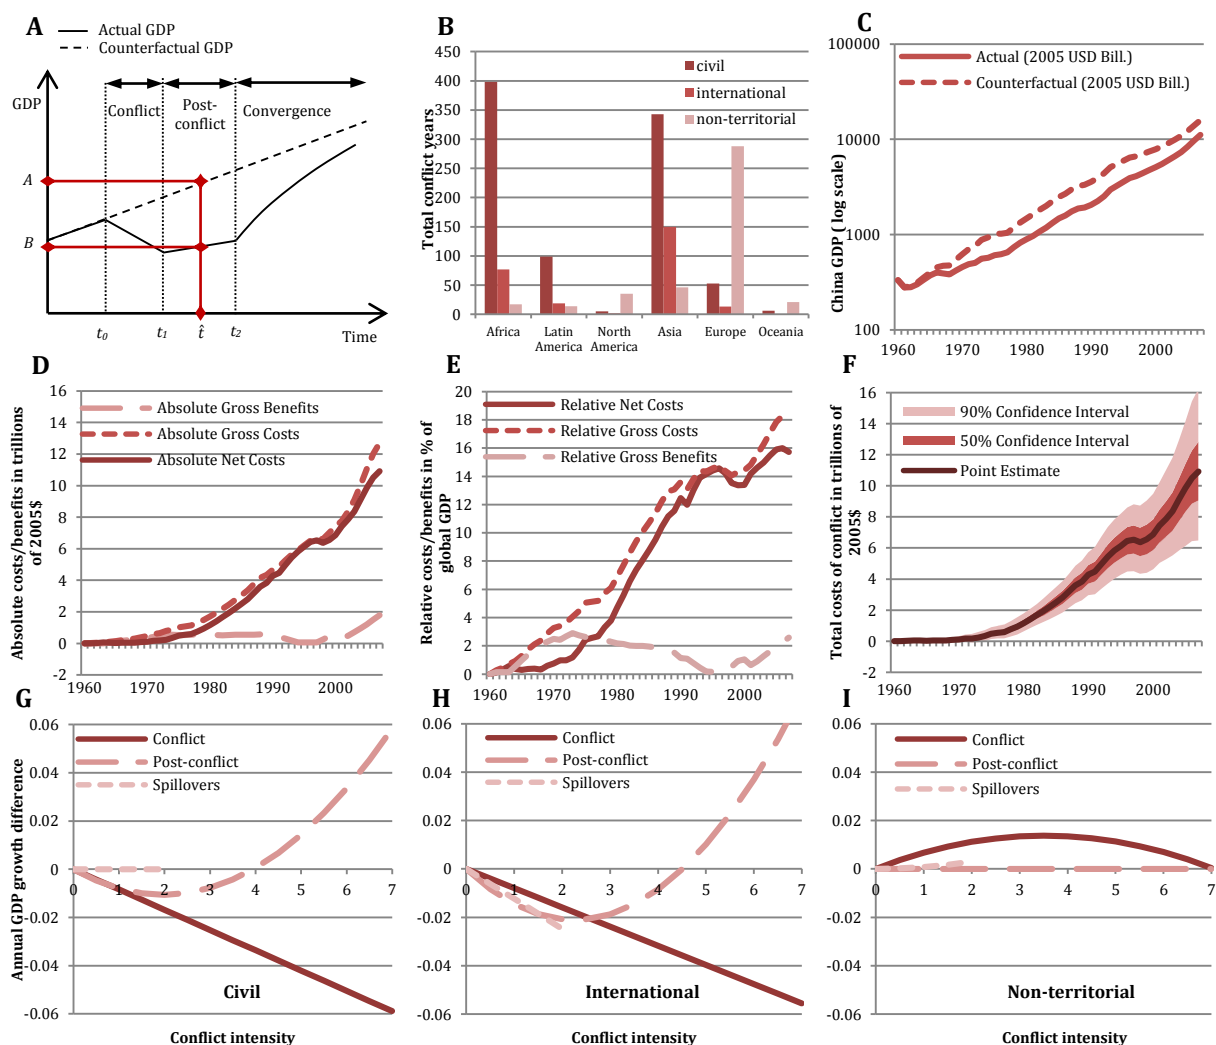 A
Actual GDP
Counterfactual GDP
GDP
Conflict
Post-
conflict
Convergence
A
B
t0
t1
t̂
t2
Time
B
Total conflict years
450
400
350
300
250
200
150
100
50
0
civil
international
non-territorial
Africa
Latin
America
North
America
Asia
Europe
Oceania
C
China GDP ( log scale)
100000
10000
1000
100
Actual (2005 USD Bill.)
Counterfactual (2005 USD Bill.)
1960 1970 1980 1990 2000
D
Absolute costs/benefits in trillions
of 2005$
16
14
12
10
8
6
4
2
0
-2
Absolute Gross Benefits
Absolute Gross Costs
Absolute Net Costs
1960 1970 1980 1990 2000
E
Relative costs/benefits in % of
global GDP
20
18
16
14
12
10
8
6
4
2
0
Relative Net Costs
Relative Gross Costs
Relative Gross Benefits
1960 1970 1980 1990 2000
F
Total costs of conflict in trillions of
2005$
16
14
12
10
8
6
4
2
0
-2
90% Confidence Interval
50% Confidence Interval
Point Estimate
1960 1970 1980 1990 2000
G
Annual GDP growth difference
0.06
0.04
0.02
0
-0.02
-0.04
-0.06
Conflict
Post-conflict
Spillovers
0 1 2 3 4 5 6 7
Civil
Conflict intensity
H
0.06
0.04
0.02
0
-0.02
-0.04
-0.06
Conflict
Post-conflict
Spillovers
0 1 2 3 4 5 6 7
International
Conflict intensity
I
0.06
0.04
0.02
0
-0.02
-0.04
-0.06
Conflict
Post-conflict
Spillovers
0 1 2 3 4 5 6 7
Non-territorial
Conflict intensity